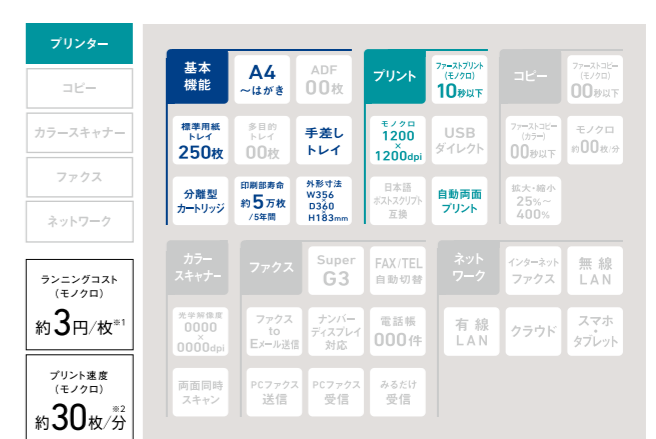 プリンター
コピー
カラースキャナー
ファクス
ネットワーク
ランニングコスト
(モノクロ)
約3円/枚※1
プリント速度
(モノクロ)
約30枚/分※2
基本
機能
A4
〜はがき
ADF
00枚
標準用紙
トレイ
250枚
多目的
トレイ
00枚
手差し
トレイ
分離型
カートリッジ
印刷部寿命
約5万枚
/5年間
外形寸法
W356
D360
H183mm
プリント
ファーストプリント
(モノクロ)
10秒以下
モノクロ
1200
×
1200dpi
USB
ダイレクト
日本語
ポストスクリプト
互換
自動両面
プリント
コピー
ファーストコピー
(モノクロ)
00秒以下
ファーストコピー
(カラー)
00秒以下
モノクロ
約00枚/分
拡大・縮小
25%〜
400%
カラー
スキャナー
光学解像度
0000
×
0000dpi
両面同時
スキャン
ファクス
Super
G3
FAX/TEL
自動切替
ファクス
to
Eメール送信
ナンバー
ディスプレイ
対応
電話帳
000件
PCファクス
送信
PCファクス
受信
みるだけ
受信
ネット
ワーク
インターネット
ファクス
無線
LAN
有線
LAN
クラウド
スマホ
・
タブレット